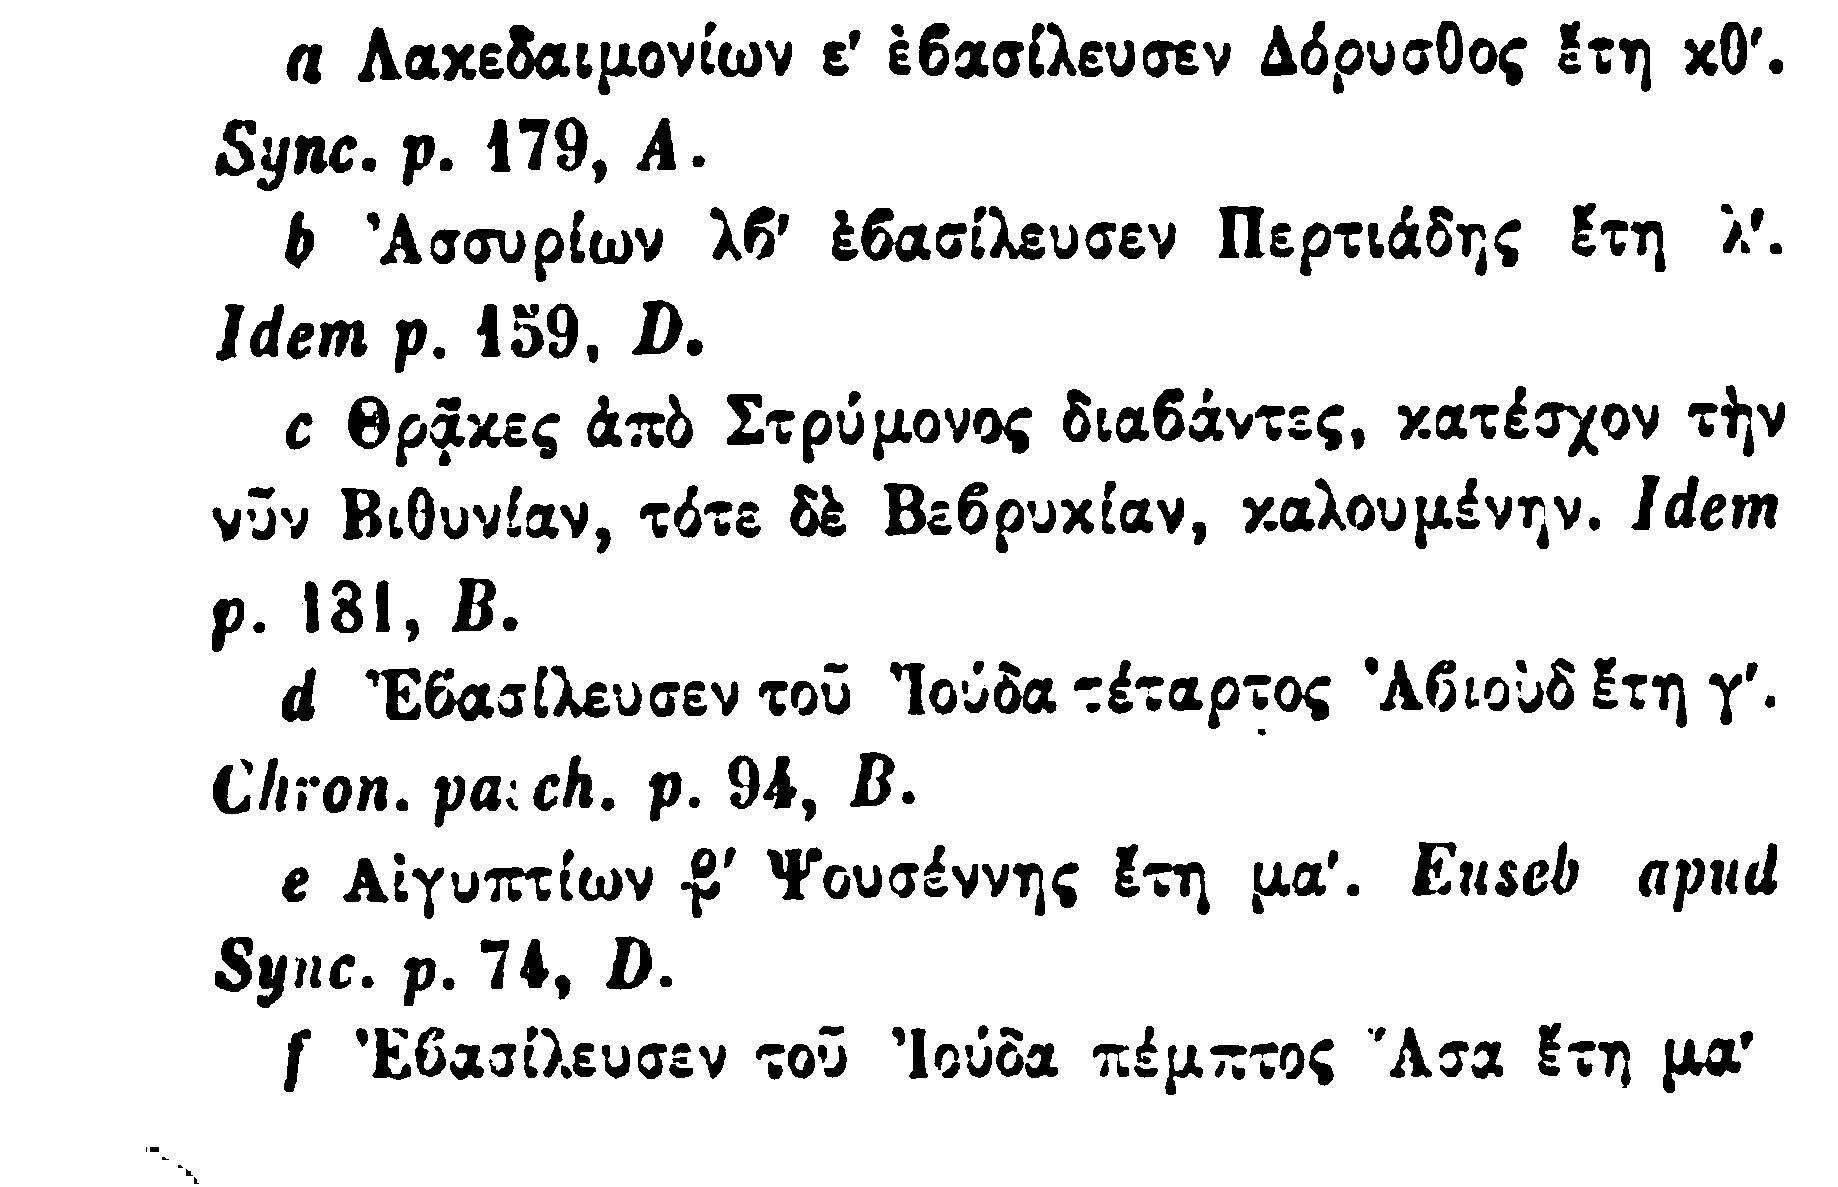 a Λακεδαιμονίων ε' ἐϐασίλευσεν Δόρυσθος ἔτη κθ'.
Sync. p. 179, A.
b Ἀσσυρίων λϐ' ἐϐασίλευσεν Περτιάδης ἔτη λ'.
Idem p. 159, D.
c Θρᾷκες ἀπὸ Στρύμονος διαϐάντες, κατέσχον τὴν
νῦν Βιθυνίαν, τότε δὲ Βεϐρυκίαν, καλουμένην. Idem
p. 181, B.
d Ἐϐασίλευσεν τοῦ Ἰούδα τέταρτος Ἀϐιοὺδ ἔτη γ'.
Chron. pasch. p. 94, B.
e Αἰγυπτίων Ψουσέννης ἔτη μα'. Euseb apud
Sync. p. 74, D.
f Ἐϐασίλευσεν τοῦ Ἰούδα πέμπτος Ἄσα ἔτη μα'